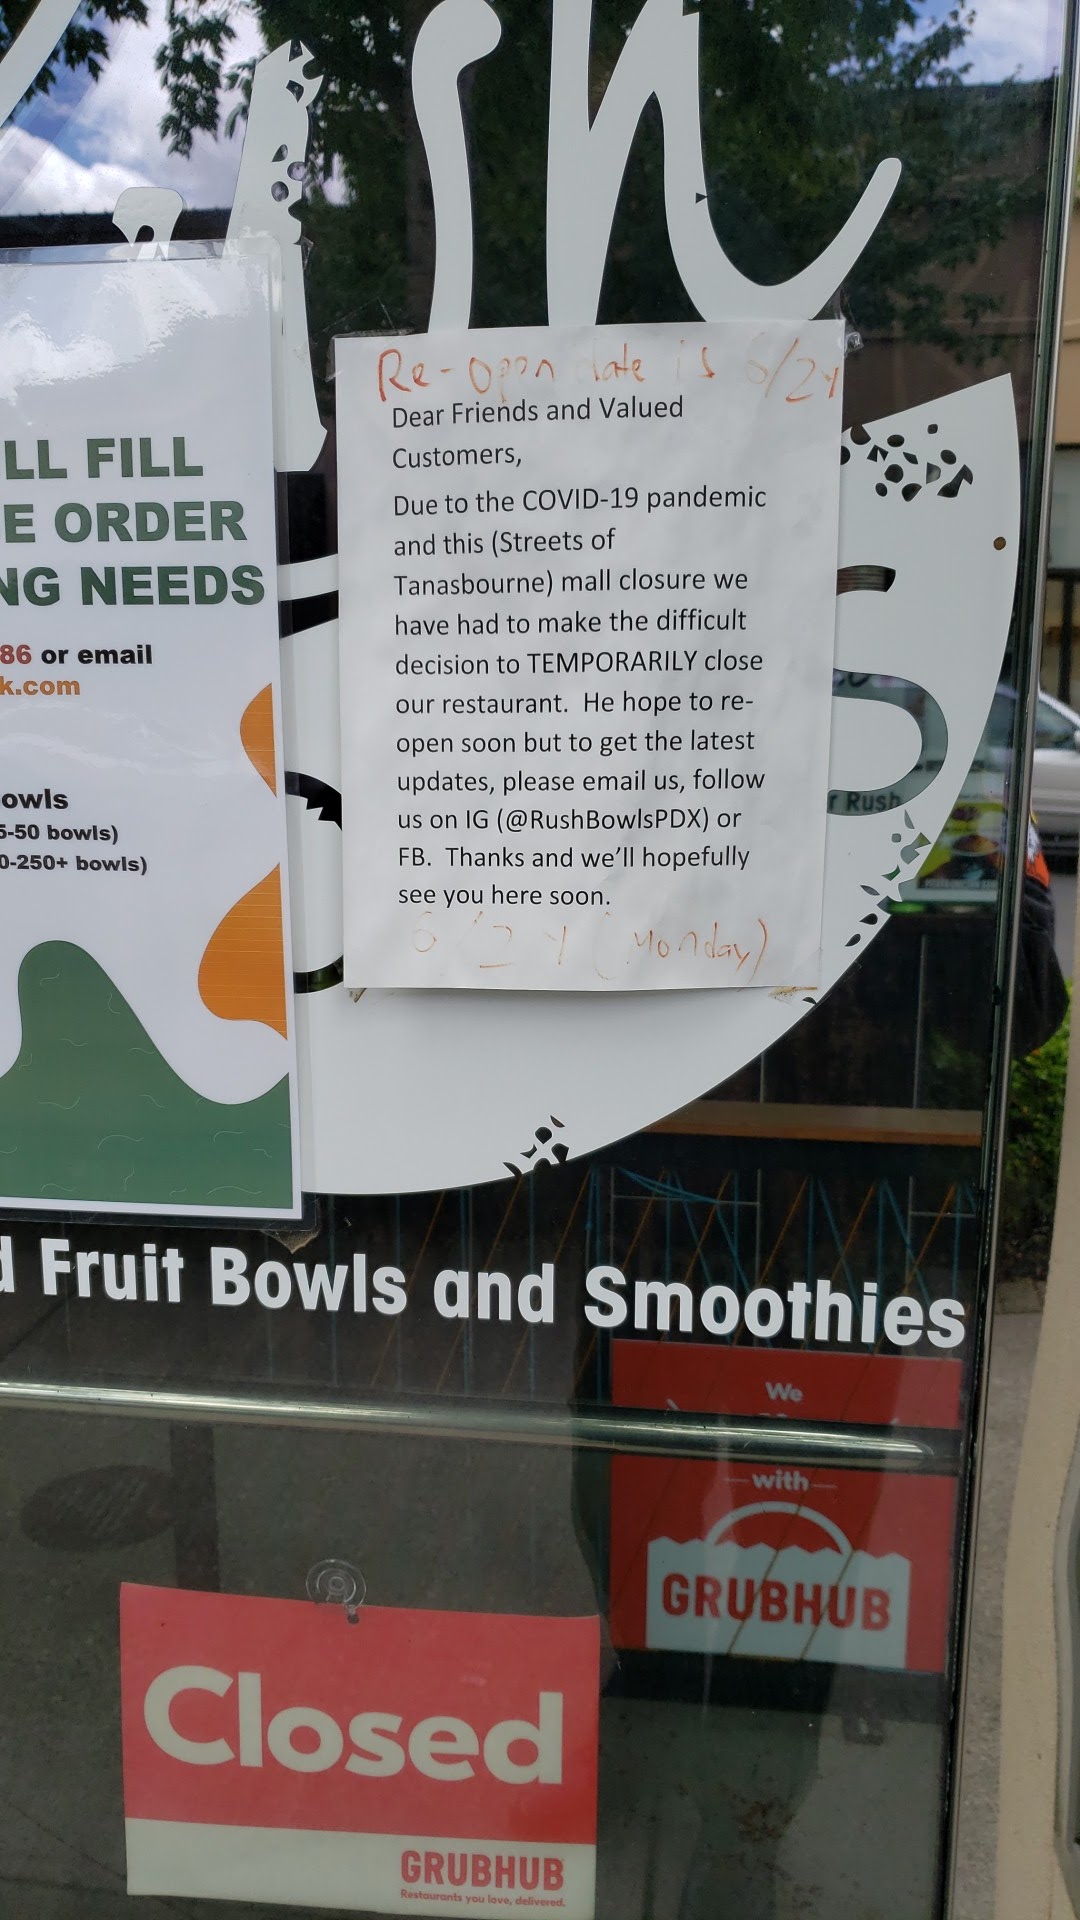 LL FILL
E ORDER
NG NEEDS
86 or email
k.com
owls
5-50 bowls)
0-250+ bowls)
Re-Open date is 6/24
Dear Friends and Valued
Customers,
Due to the COVID-19 pandemic
and this (Streets of
Tanasbourne) mall closure we
have had to make the difficult
decision to TEMPORARILY close
our restaurant.  He hope to re-
open soon but to get the latest
updates, please email us, follow
us on IG (@RushBowlsPDX) or
FB.  Thanks and we'll hopefully
see you here soon.
6/24 (Monday)
r Rush
d Fruit Bowls and Smoothies
We
with
GRUBHUB
Closed
GRUBHUB
Restaurants you love, delivered.